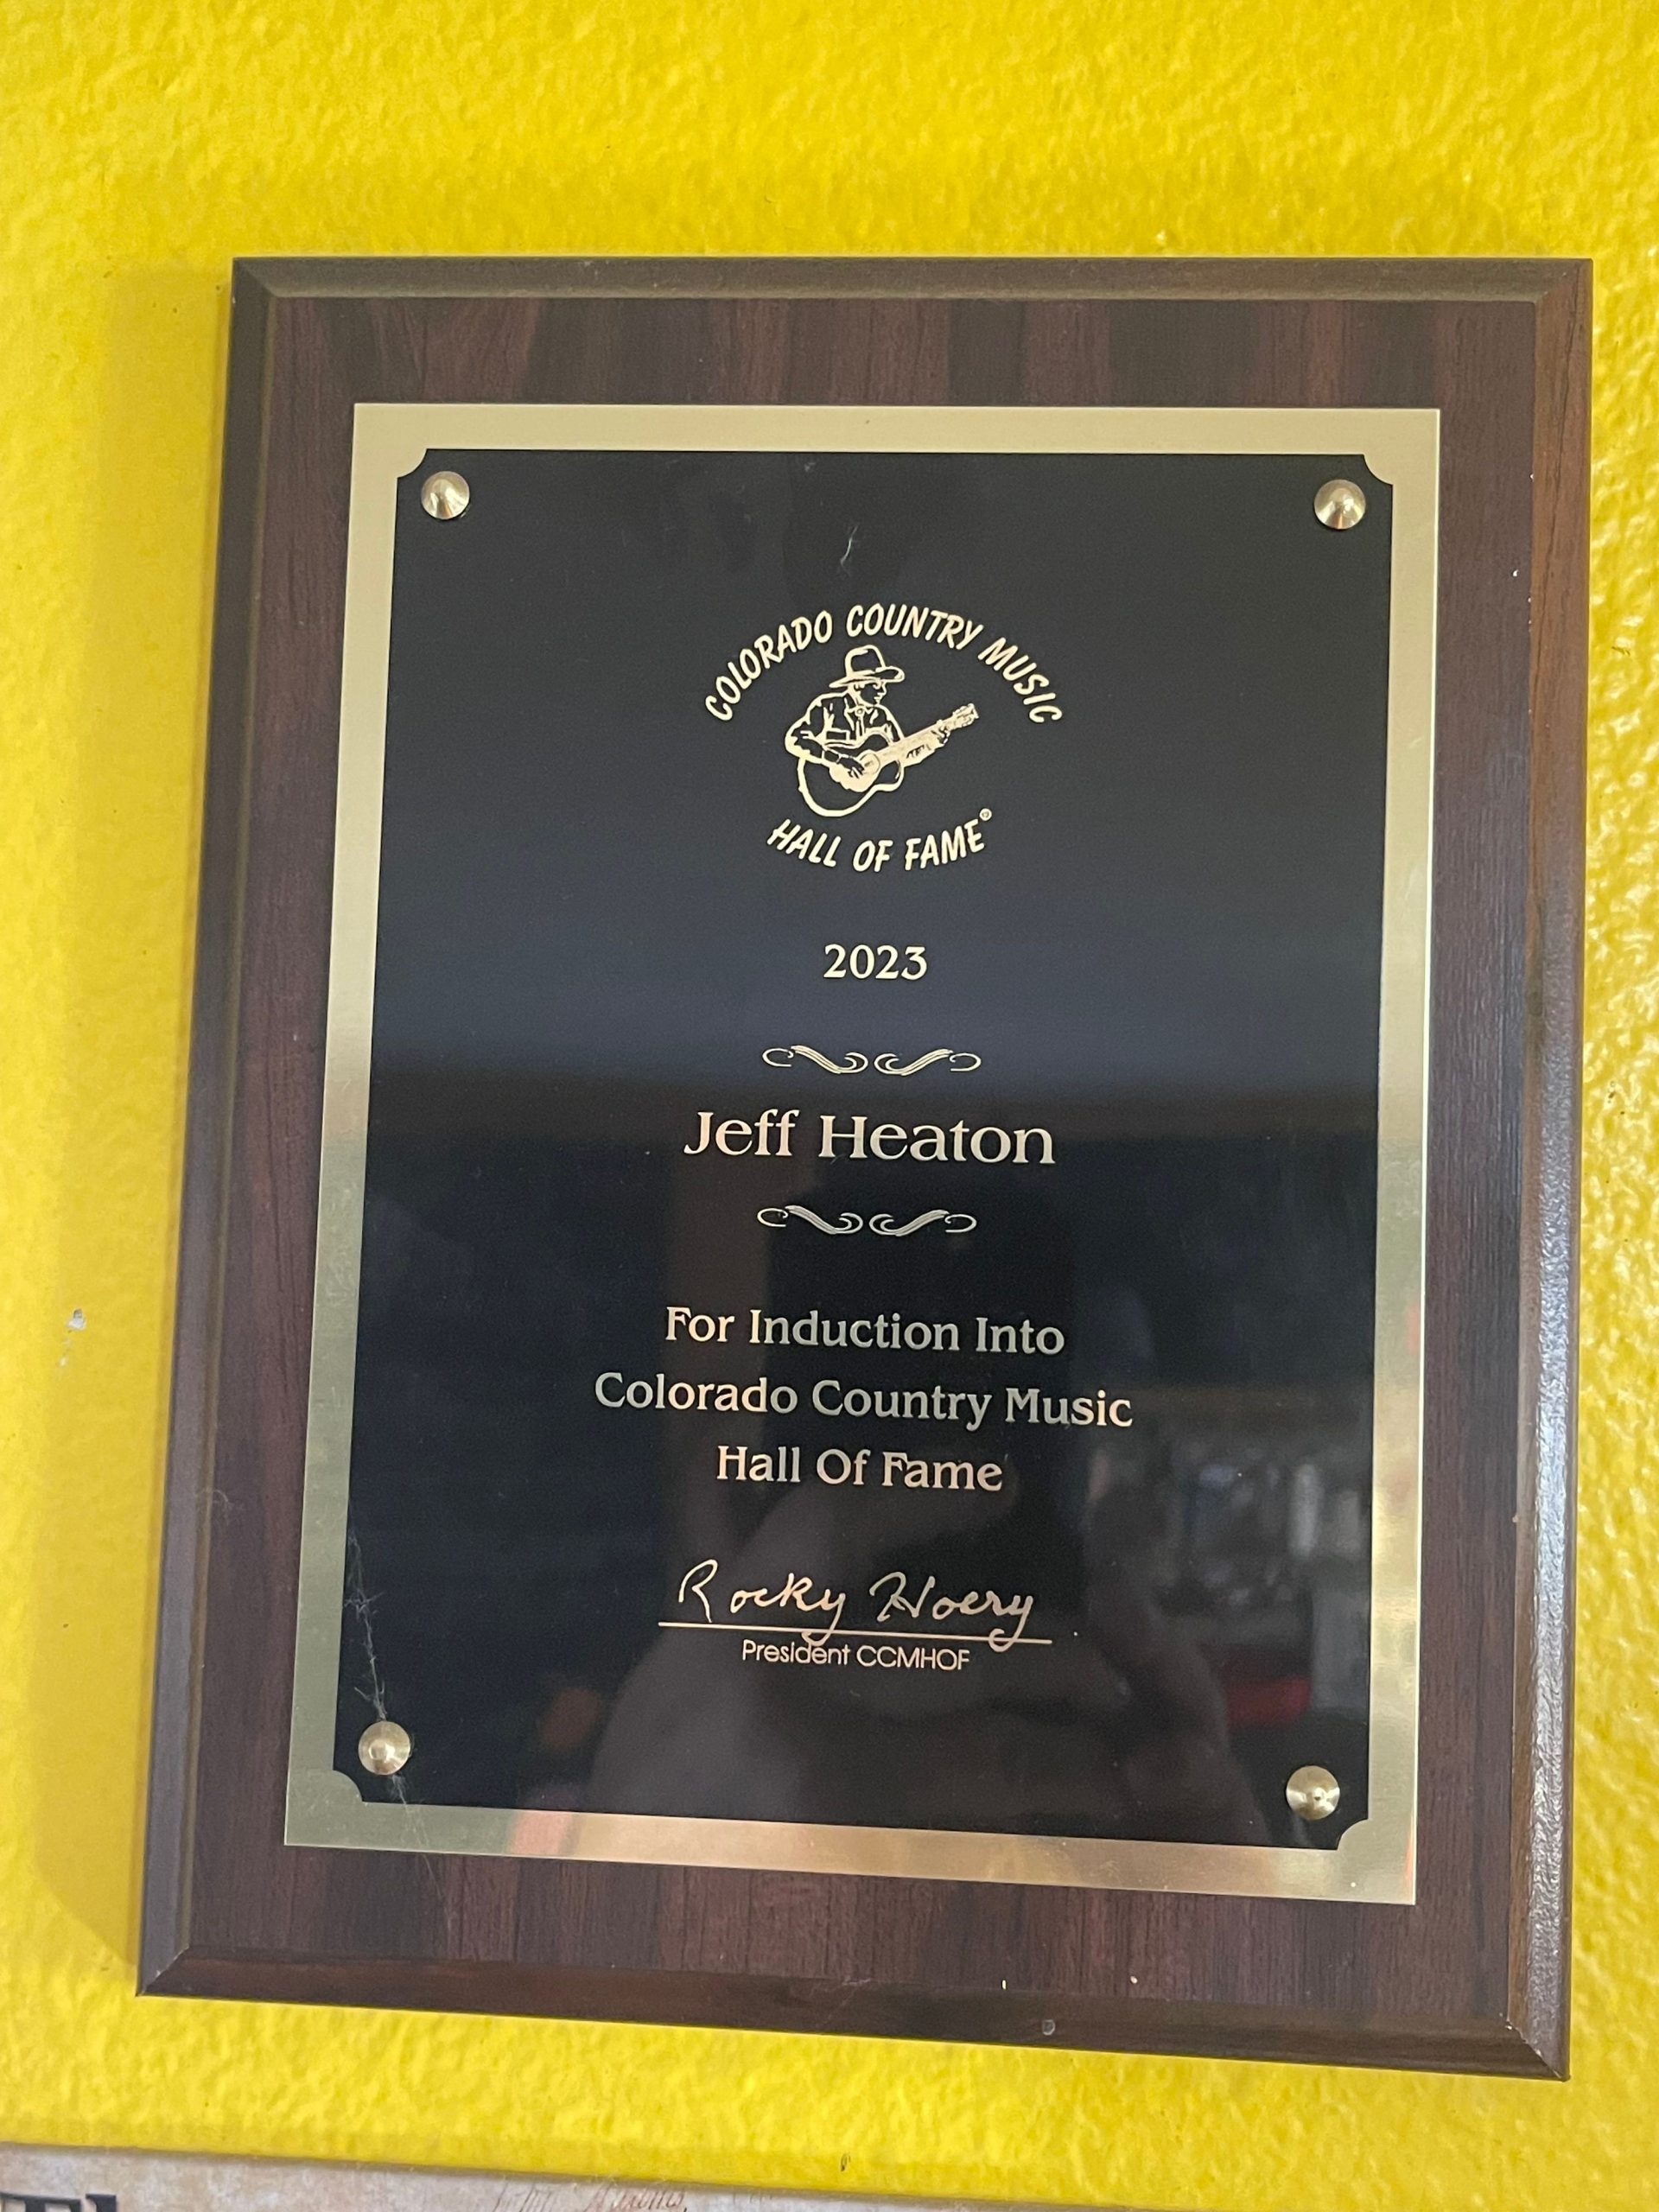 COLORADO COUNTRY MUSIC
HALL OF FAME®
2023
Jeff Heaton
For Induction Into
Colorado Country Music
Hall Of Fame
Rocky Hoery
President CCMHOF